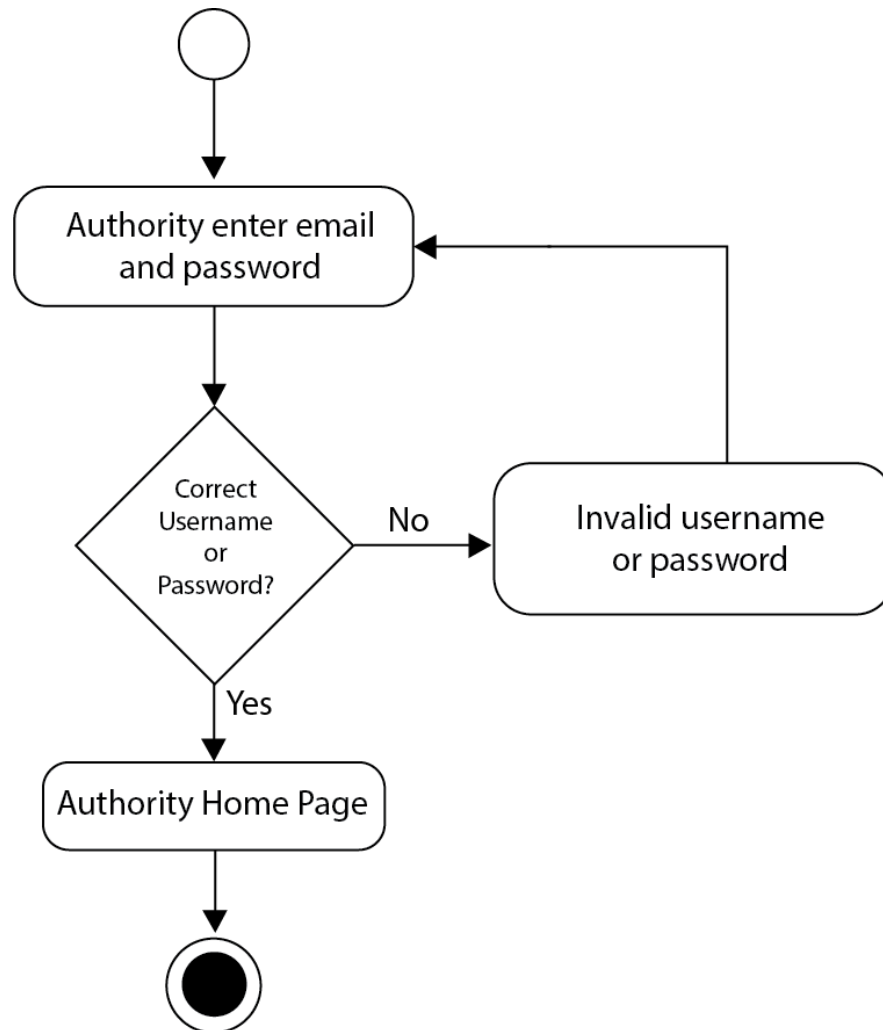 Authority enter email
and password
Correct
Username
or
Password?
No
Invalid username
or password
Yes
Authority Home Page